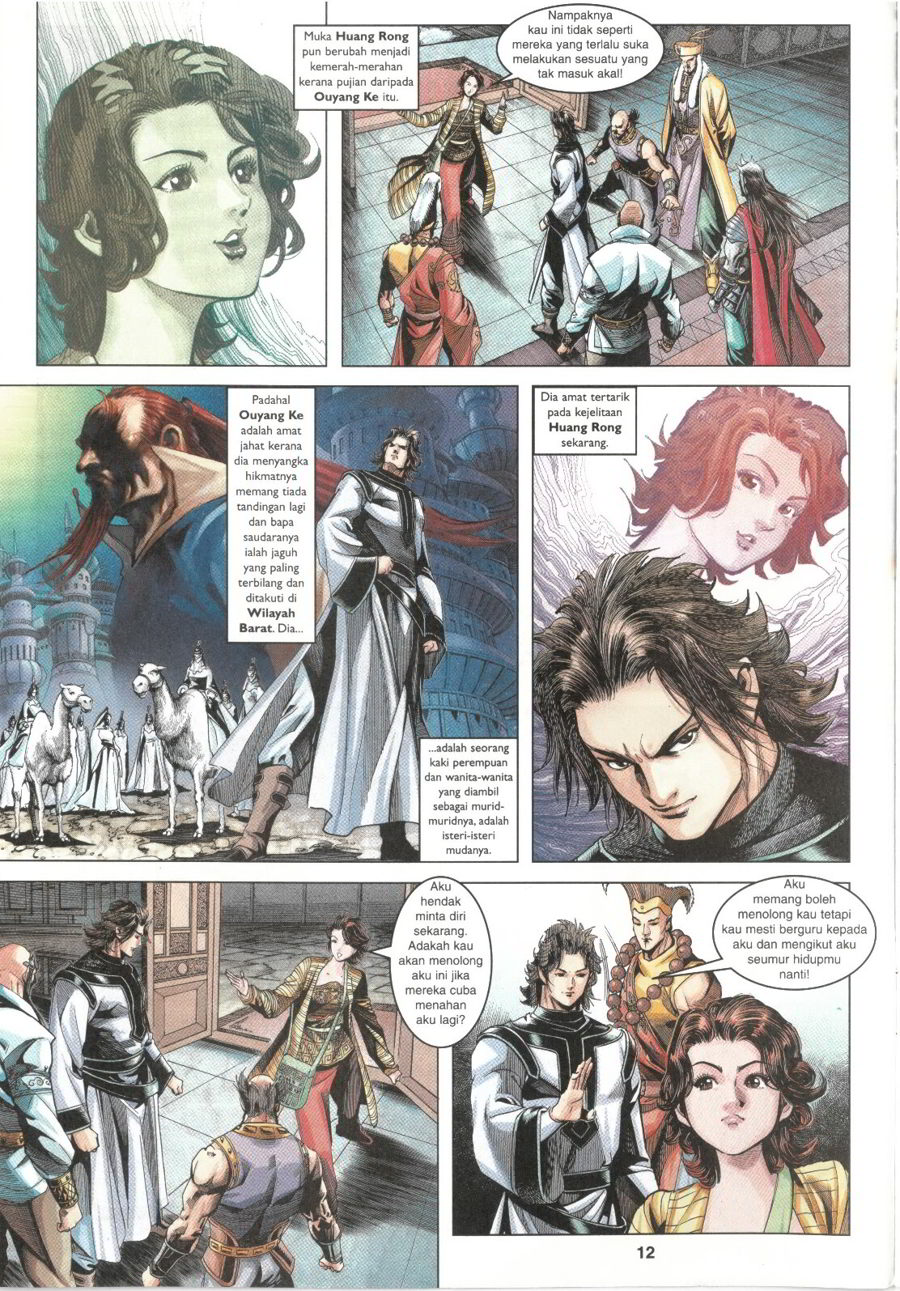 Muka Huang Rong
pun berubah menjadi
kemerah-merahan
kerana pujian daripada
Ouyang Ke itu.
Nampaknya
kau ini tidak seperti
mereka yang terlalu suka
melakukan sesuatu yang
tak masuk akal!
Padahal
Ouyang Ke
adalah amat
jahat kerana
dia menyangka
hikmatnya
memang tiada
tandingan lagi
dan bapa
saudaranya
ialah jaguh
yang paling
terbilang dan
ditakuti di
Wilayah
Barat. Dia...
...adalah seorang
kaki perempuan
dan wanita-wanita
yang diambil
sebagai murid-
muridnya, adalah
isteri-isteri
mudanya.
Dia amat tertarik
pada kejelitaan
Huang Rong
sekarang.
Aku
hendak
minta diri
sekarang.
Adakah kau
akan menolong
aku ini jika
mereka cuba
menahan
aku lagi?
Aku
memang boleh
menolong kau tetapi
kau mesti berguru kepada
aku dan mengikut aku
seumur hidupmu
nanti!
12